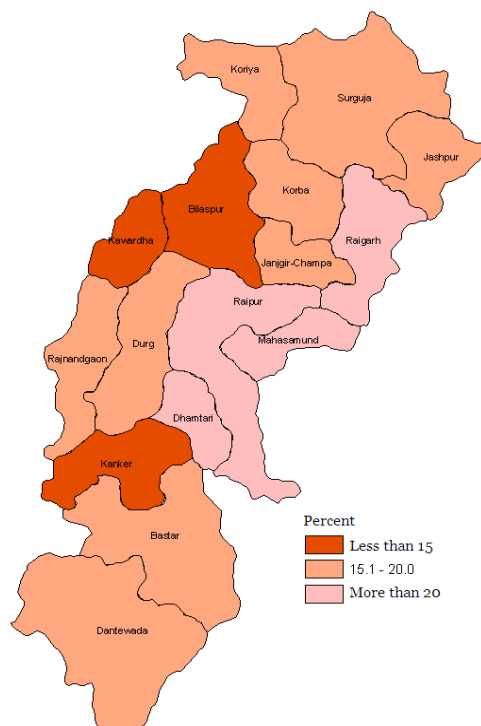 Koriya
Surguja
Jashpur
Korba
Bilaspur
Raigarh
Kawardha
Janjgir-Champa
Raipur
Mahasamund
Durg
Rajnandgaon
Dhamtari
Kanker
Bastar
Dantewada
Percent
Less than 15
15.1 - 20.0
More than 20